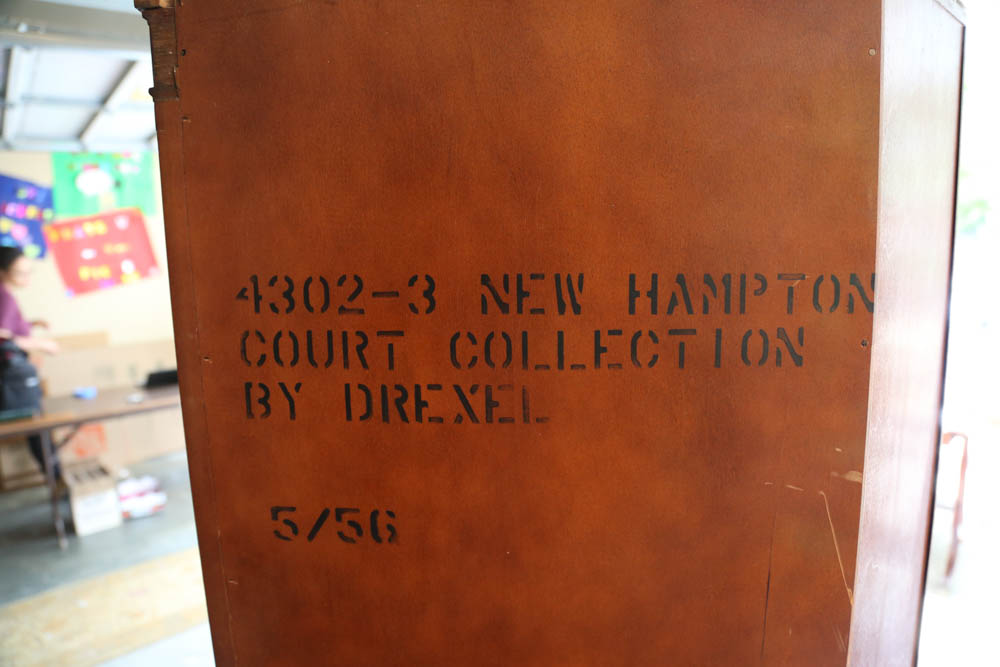 4302-3 NEW HAMPTON
COURT COLLECTION
BY DREXEL
5/56